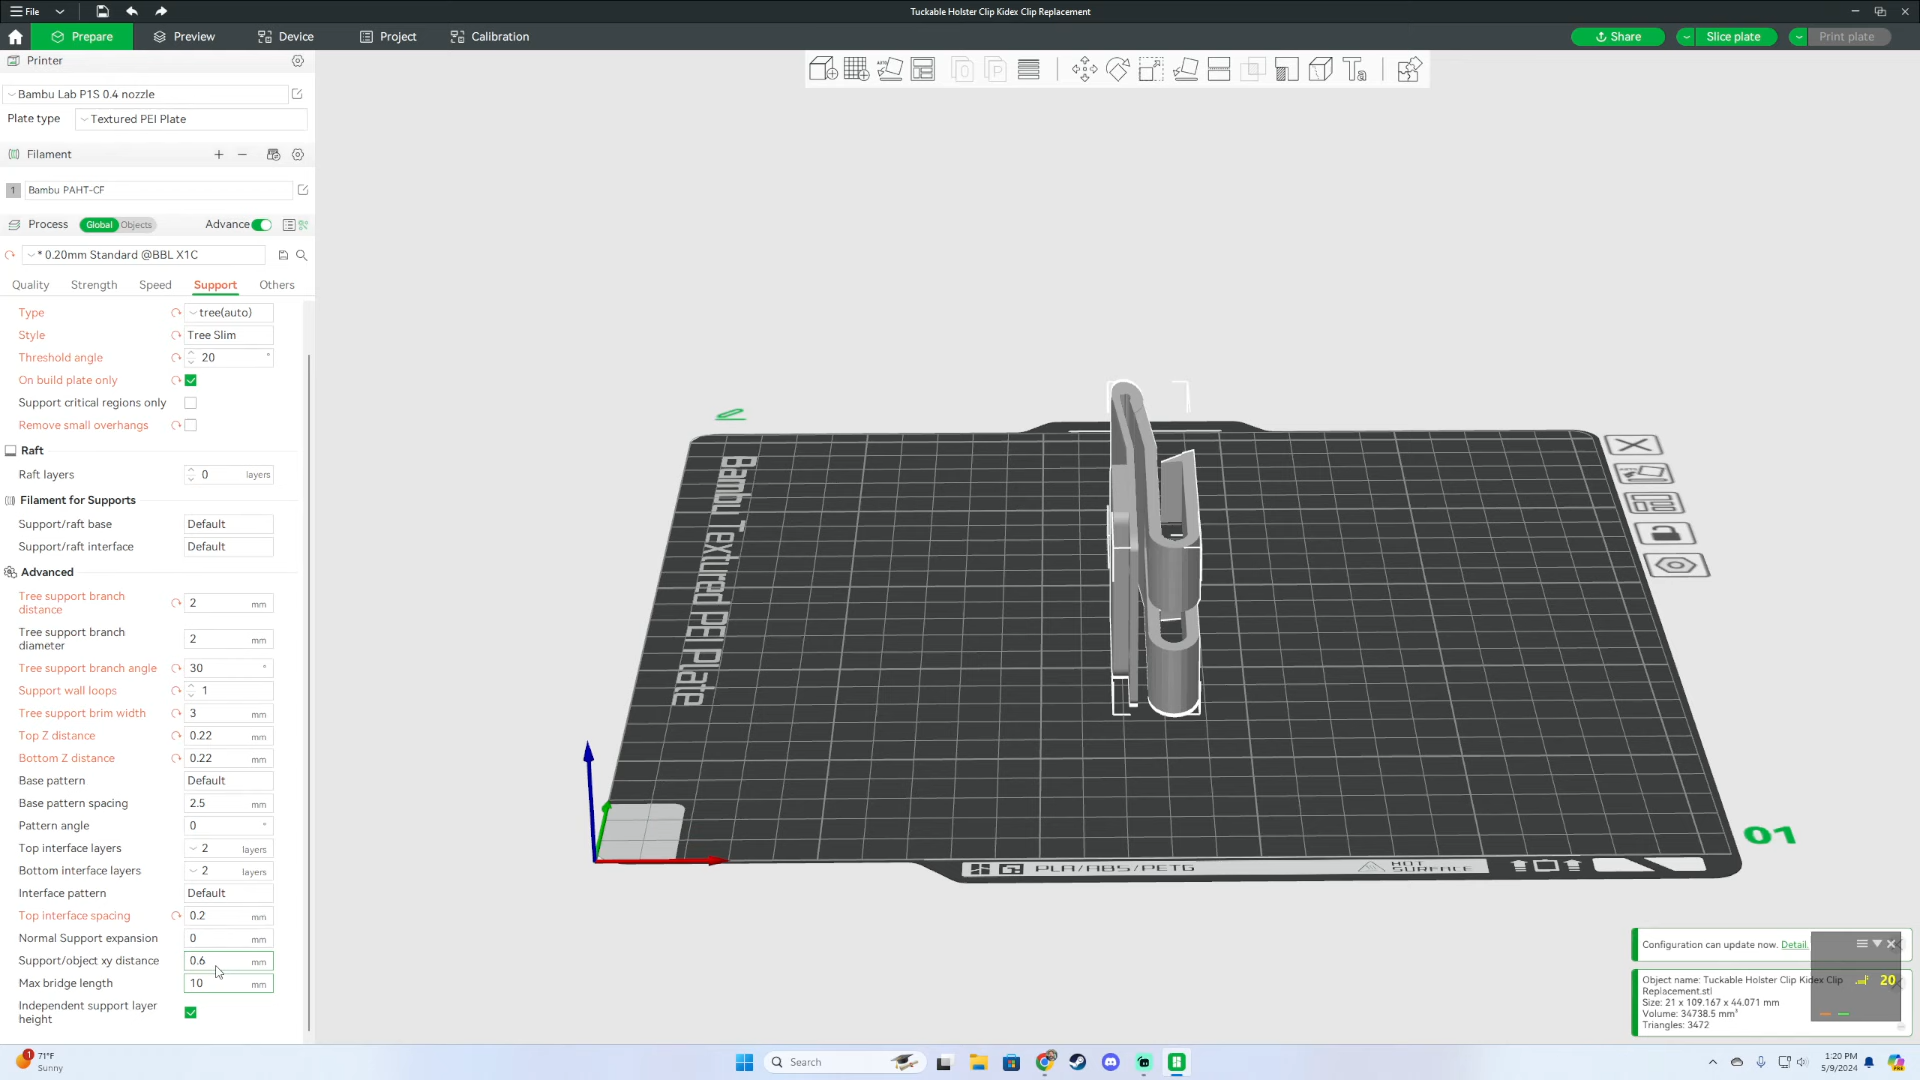 File
Tuckable Holster Clip Kidex Clip Replacement
Prepare Preview Device Project Calibration Share Slice plate Print plate
Printer
Bambu Lab P1S 0.4 nozzle
Plate type Textured PEI Plate
Filament
1 Bambu PAHT-CF
Process Global Objects Advance
* 0.20mm Standard @BBL X1C
Quality Strength Speed Support Others
Type tree(auto)
Style Tree Slim
Threshold angle 20 °
On build plate only
Support critical regions only
Remove small overhangs
Raft
Raft layers 0 layers
Filament for Supports
Support/raft base Default
Support/raft interface Default
Advanced
Tree support branch distance 2 mm
Tree support branch diameter 2 mm
Tree support branch angle 30 °
Support wall loops 1
Tree support brim width 3 mm
Top Z distance 0.22 mm
Bottom Z distance 0.22 mm
Base pattern Default
Base pattern spacing 2.5 mm
Pattern angle 0 °
Top interface layers 2 layers
Bottom interface layers 2 layers
Interface pattern Default
Top interface spacing 0.2 mm
Normal Support expansion 0 mm
Support/object xy distance 0.6 mm
Max bridge length 10 mm
Independent support layer height
Bambu Textured PEI Plate
01
PLA/ABS/PETG
HOT SURFACE
Configuration can update now. Detail.
Object name: Tuckable Holster Clip Kidex Clip
Replacement.stl
Size: 21 x 109.167 x 44.071 mm
Volume: 34738.5 mm³
Triangles: 3472
20
1
71°F
Sunny
Search
1:20 PM
5/9/2024